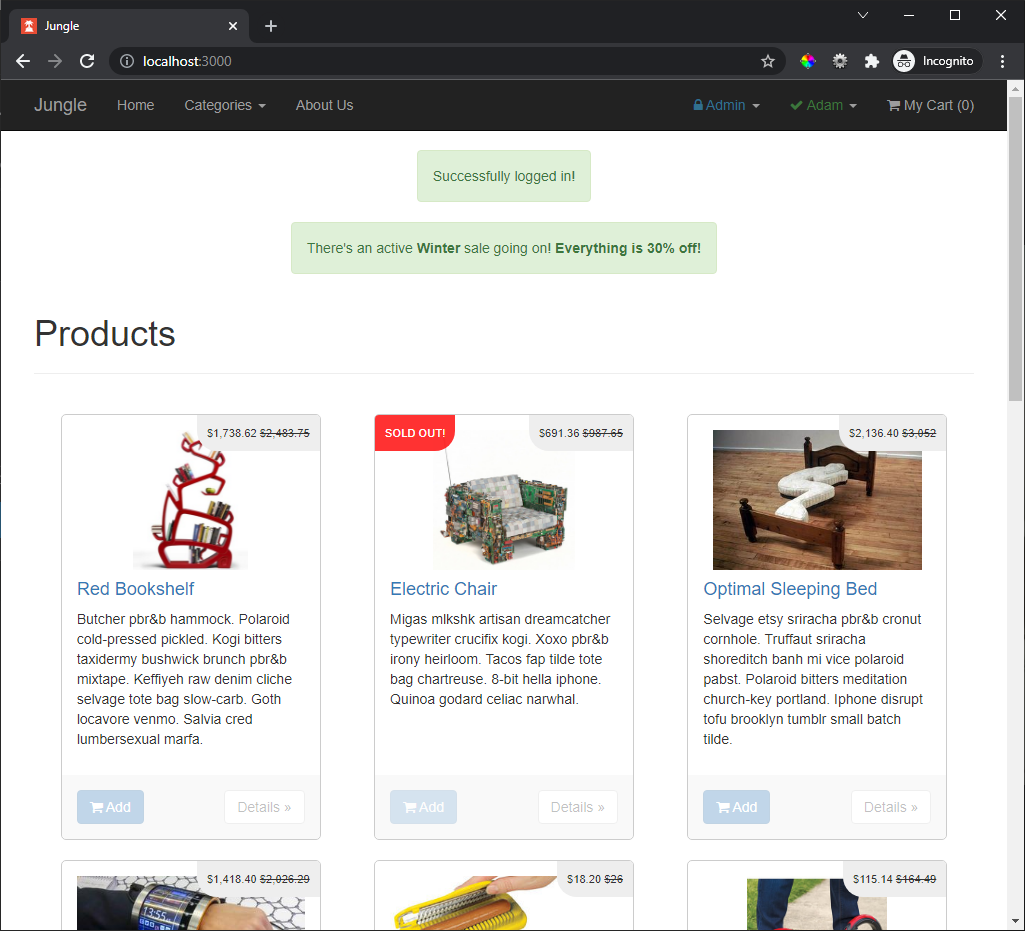 Jungle
localhost:3000
Incognito
Jungle Home Categories About Us Admin Adam My Cart (0)
Successfully logged in!
There's an active Winter sale going on! Everything is 30% off!
Products
$1,738.62 $2,483.75
Red Bookshelf
Butcher pbr&b hammock. Polaroid
cold-pressed pickled. Kogi bitters
taxidermy bushwick brunch pbr&b
mixtape. Keffiyeh raw denim cliche
selvage tote bag slow-carb. Goth
locavore venmo. Salvia cred
lumbersexual marfa.
Add Details »
SOLD OUT! $691.36 $987.65
Electric Chair
Migas mlkshk artisan dreamcatcher
typewriter crucifix kogi. Xoxo pbr&b
irony heirloom. Tacos fap tilde tote
bag chartreuse. 8-bit hella iphone.
Quinoa godard celiac narwhal.
Add Details »
$2,136.40 $3,052
Optimal Sleeping Bed
Selvage etsy sriracha pbr&b cronut
cornhole. Truffaut sriracha
shoreditch banh mi vice polaroid
pabst. Polaroid bitters meditation
church-key portland. Iphone disrupt
tofu brooklyn tumblr small batch
tilde.
Add Details »
$1,418.40 $2,026.29
13:55
$18.20 $26
$115.14 $164.49